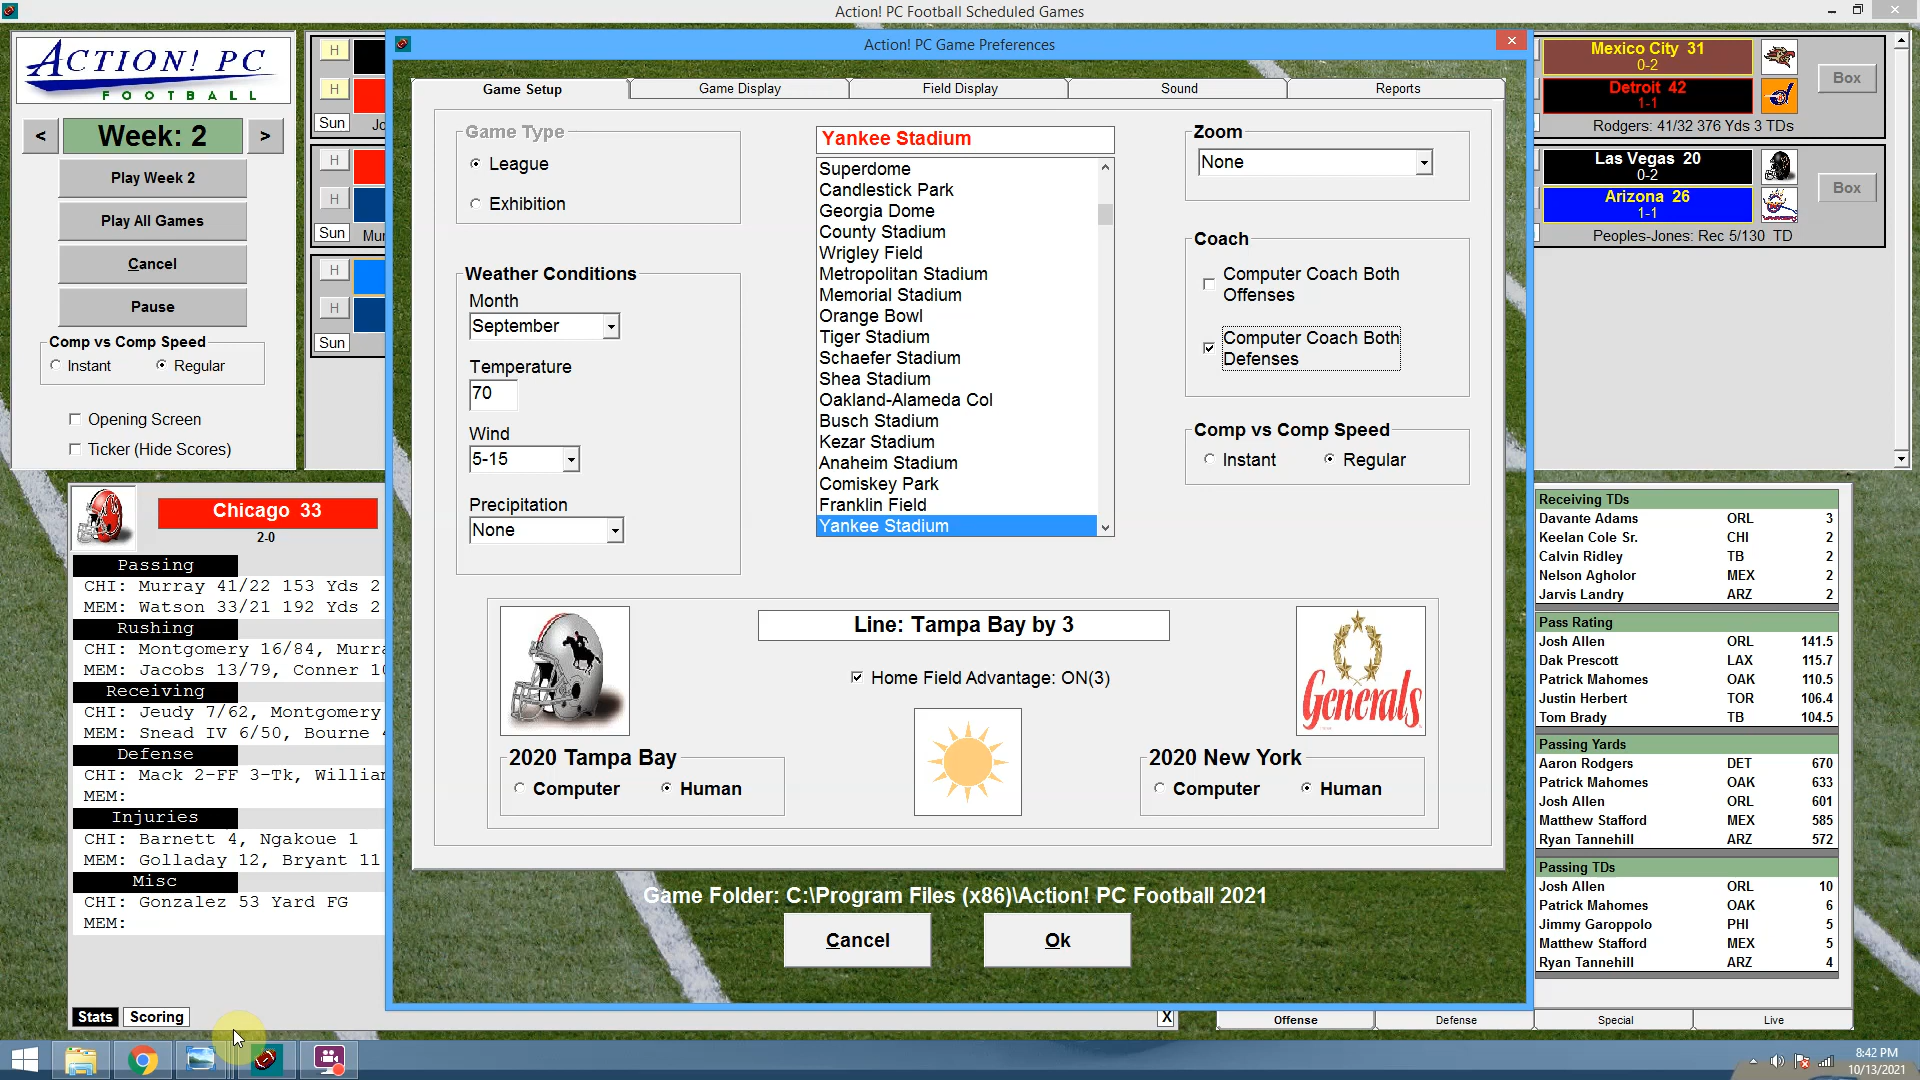 Action! PC Football Scheduled Games
ACTION! PC
FOOTBALL
< Week: 2 >
Play Week 2
Play All Games
Cancel
Pause
Comp vs Comp Speed
Instant Regular
Opening Screen
Ticker (Hide Scores)
H
H
Sun Jo
H
H
Sun Mur
H
H
Sun
Action! PC Game Preferences
Game Setup Game Display Field Display Sound Reports
Game Type
League
Exhibition
Weather Conditions
Month
September
Temperature
70
Wind
5-15
Precipitation
None
Yankee Stadium
Superdome
Candlestick Park
Georgia Dome
County Stadium
Wrigley Field
Metropolitan Stadium
Memorial Stadium
Orange Bowl
Tiger Stadium
Schaefer Stadium
Shea Stadium
Oakland-Alameda Col
Busch Stadium
Kezar Stadium
Anaheim Stadium
Comiskey Park
Franklin Field
Yankee Stadium
Zoom
None
Coach
Computer Coach Both
Offenses
Computer Coach Both
Defenses
Comp vs Comp Speed
Instant Regular
Line: Tampa Bay by 3
Home Field Advantage: ON(3)
Generals
2020 Tampa Bay
Computer Human
2020 New York
Computer Human
Game Folder: C:\Program Files (x86)\Action! PC Football 2021
Cancel Ok
Mexico City 31
0-2
Detroit 42
1-1
Box
Rodgers: 41/32 376 Yds 3 TDs
Las Vegas 20
0-2
Arizona 26
1-1
Box
Peoples-Jones: Rec 5/130 TD
Chicago 33
2-0
Passing
CHI: Murray 41/22 153 Yds 2
MEM: Watson 33/21 192 Yds 2
Rushing
CHI: Montgomery 16/84, Murra
MEM: Jacobs 13/79, Conner 10
Receiving
CHI: Jeudy 7/62, Montgomery
MEM: Snead IV 6/50, Bourne
Defense
CHI: Mack 2-FF 3-Tk, Willian
MEM:
Injuries
CHI: Barnett 4, Ngakoue 1
MEM: Golladay 12, Bryant 11
Misc
CHI: Gonzalez 53 Yard FG
MEM:
Stats Scoring
X
Receiving TDs
Davante Adams ORL 3
Keelan Cole Sr. CHI 2
Calvin Ridley TB 2
Nelson Agholor MEX 2
Jarvis Landry ARZ 2
Pass Rating
Josh Allen ORL 141.5
Dak Prescott LAX 115.7
Patrick Mahomes OAK 110.5
Justin Herbert TOR 106.4
Tom Brady TB 104.5
Passing Yards
Aaron Rodgers DET 670
Patrick Mahomes OAK 633
Josh Allen ORL 601
Matthew Stafford MEX 585
Ryan Tannehill ARZ 572
Passing TDs
Josh Allen ORL 10
Patrick Mahomes OAK 6
Jimmy Garoppolo PHI 5
Matthew Stafford MEX 5
Ryan Tannehill ARZ 4
Offense Defense Special Live
8:42 PM
10/13/2021